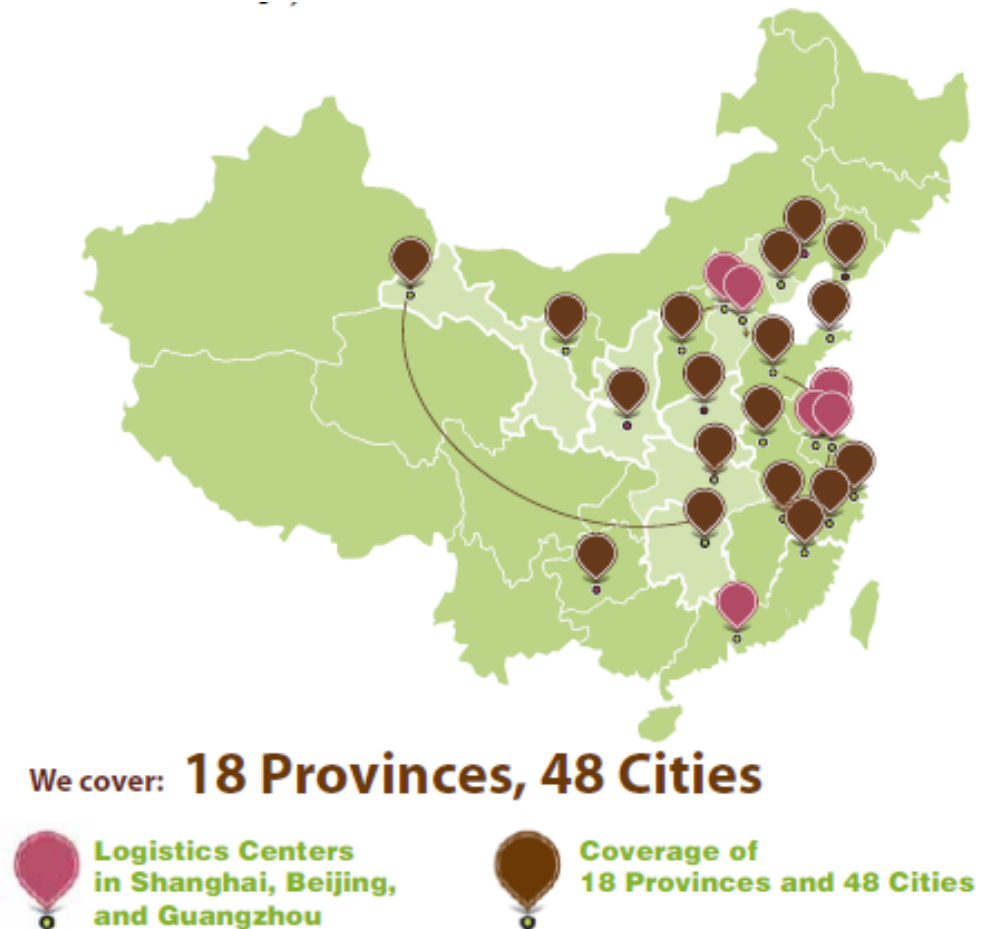 We cover: 18 Provinces, 48 Cities
Logistics Centers
in Shanghai, Beijing,
and Guangzhou
Coverage of
18 Provinces and 48 Cities